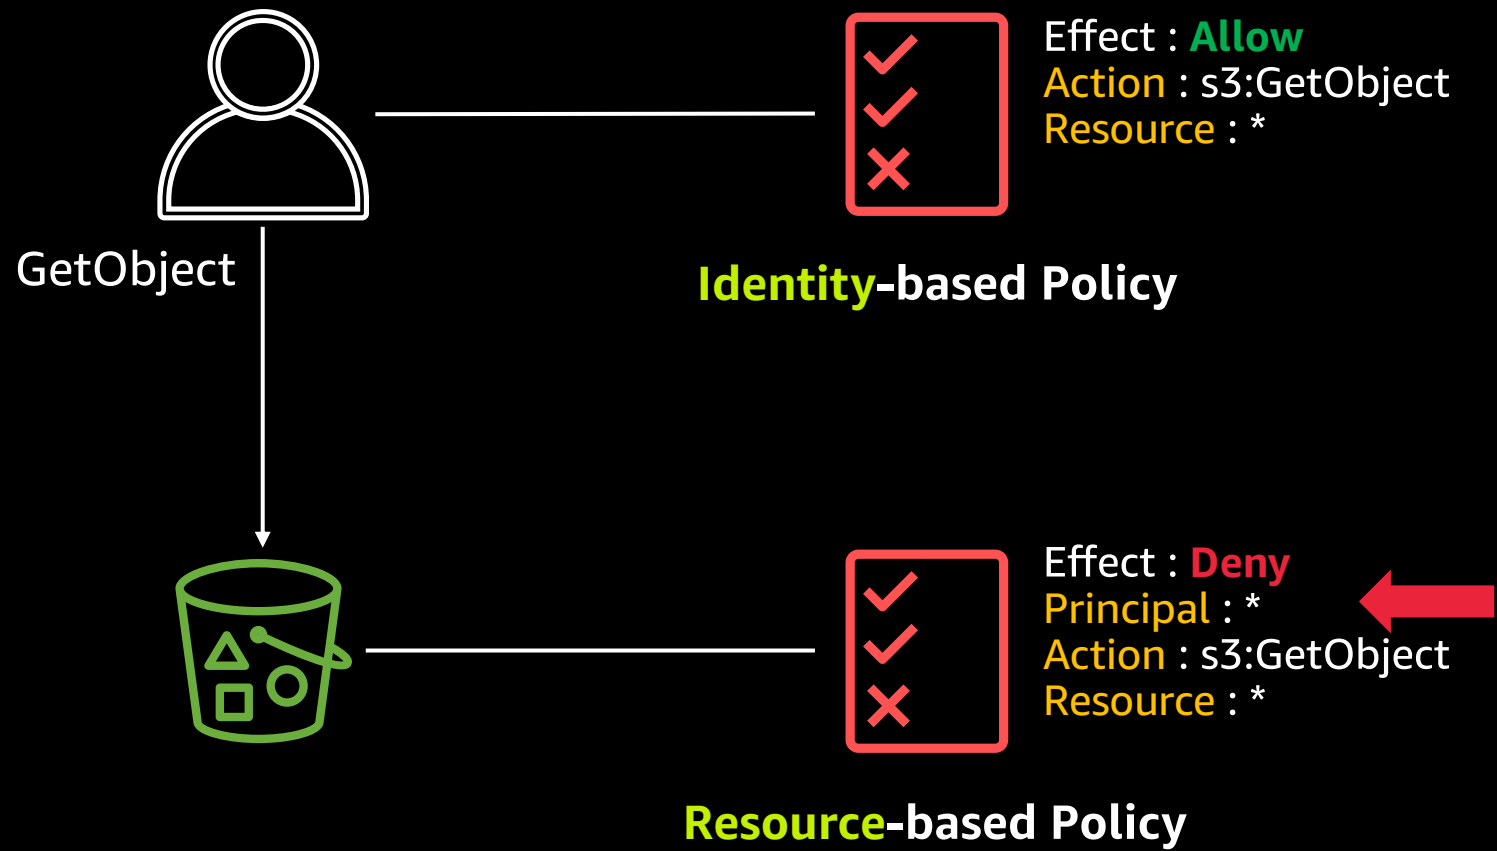 Effect : Allow
Action : s3:GetObject
Resource : *
GetObject
Identity-based Policy
Effect : Deny
Principal : *
Action : s3:GetObject
Resource : *
Resource-based Policy